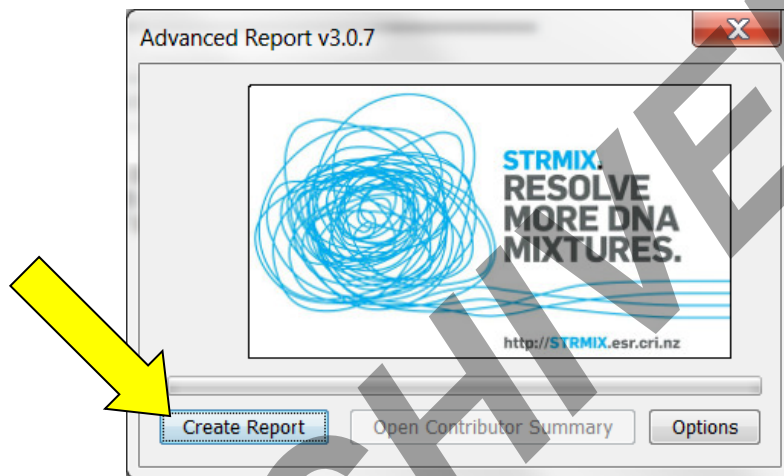 Advanced Report v3.0.7
X
STRMIX.
RESOLVE
MORE DNA
MIXTURES.
http://STRMIX.esr.cri.nz
Create Report
Open Contributor Summary
Options
CHIVE